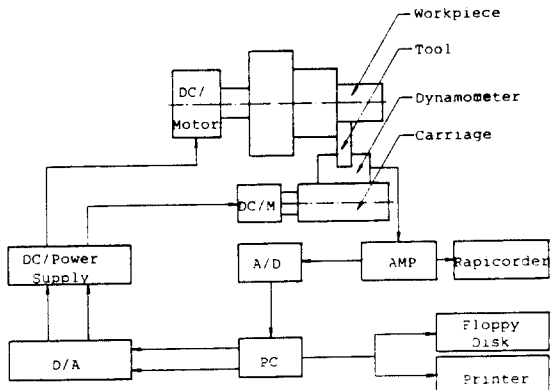 Workpiece
Tool
DC/
Motor
Dynamometer
Carriage
DC/M
DC/Power
Supply
A/D
AMP
Rapicorder
Floppy
Disk
D/A
PC
Printer